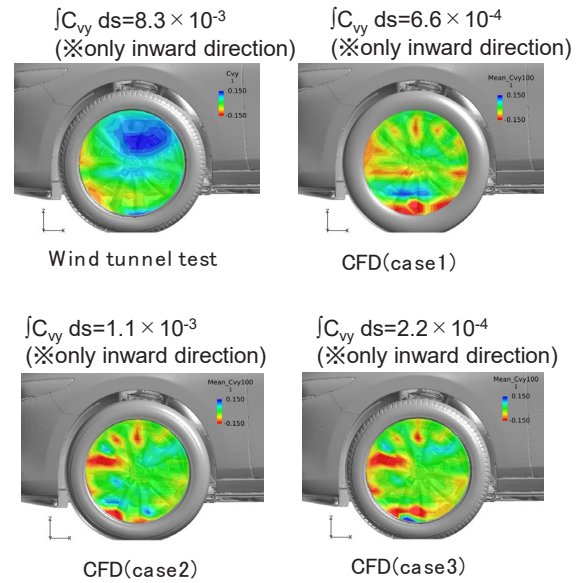 ∫Cvy ds=8.3×10-3
(※only inward direction)
∫Cvy ds=6.6×10-4
(※only inward direction)
Cvy
0.150
-0.150
Mean_Cvy100
0.150
-0.150
z
x
z
x
Wind tunnel test
CFD(case1)
∫Cvy ds=1.1×10-3
(※only inward direction)
∫Cvy ds=2.2×10-4
(※only inward direction)
Mean_Cvy100
0.150
-0.150
Mean_Cvy100
0.150
-0.150
z
x
z
x
CFD(case2)
CFD(case3)